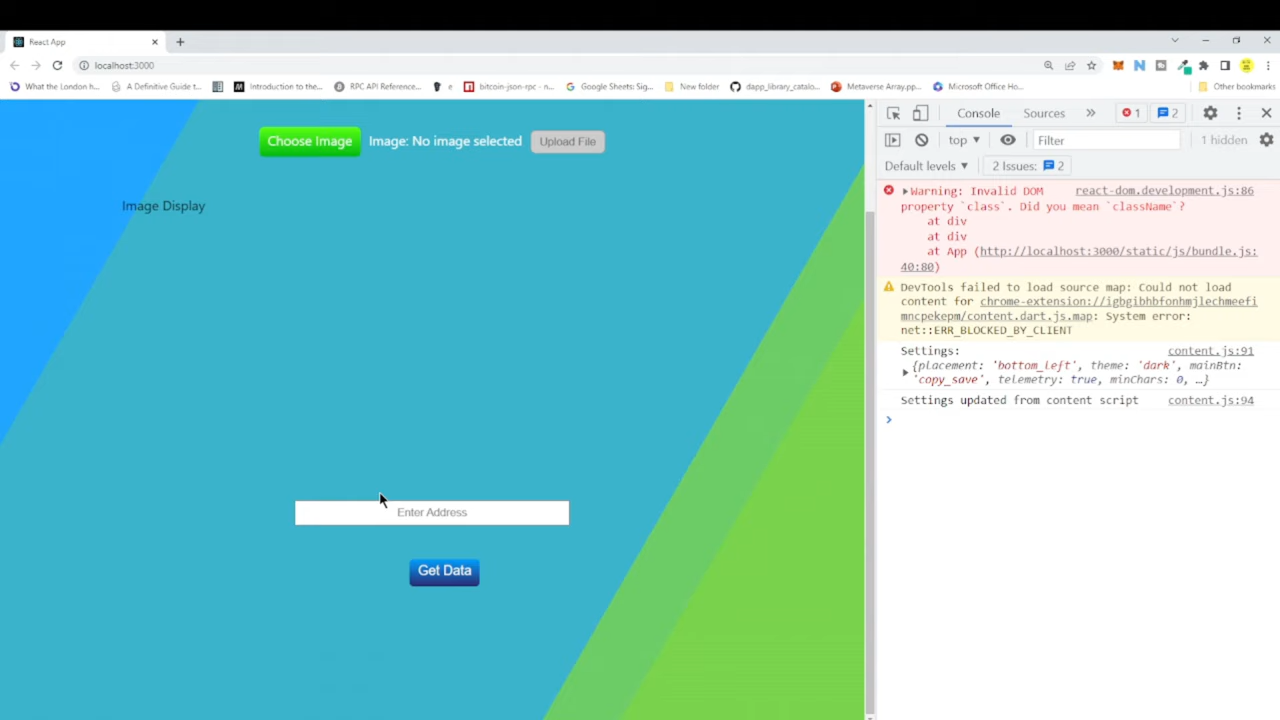 React App
localhost:3000
What the London h...
A Definitive Guide t...
Introduction to the...
RPC API Reference...
e
bitcoin-json-rpc - n...
Google Sheets: Sig...
New folder
dapp_library_catalo...
Metaverse Array.pp...
Microsoft Office Ho...
Other bookmarks
Choose Image
Image: No image selected
Upload File
Image Display
Enter Address
Get Data
Console
Sources
1
2
top
Filter
1 hidden
Default levels
2 Issues:
2
Warning: Invalid DOM react-dom.development.js:86
property `class`. Did you mean `className`?
at div
at div
at App (http://localhost:3000/static/js/bundle.js:
40:80)
DevTools failed to load source map: Could not load
content for chrome-extension://igbgibhbfonhmjlechmeefi
mncpekepm/content.dart.js.map: System error:
net::ERR_BLOCKED_BY_CLIENT
Settings: content.js:91
{placement: 'bottom_left', theme: 'dark', mainBtn:
'copy_save', telemetry: true, minChars: 0, …}
Settings updated from content script content.js:94